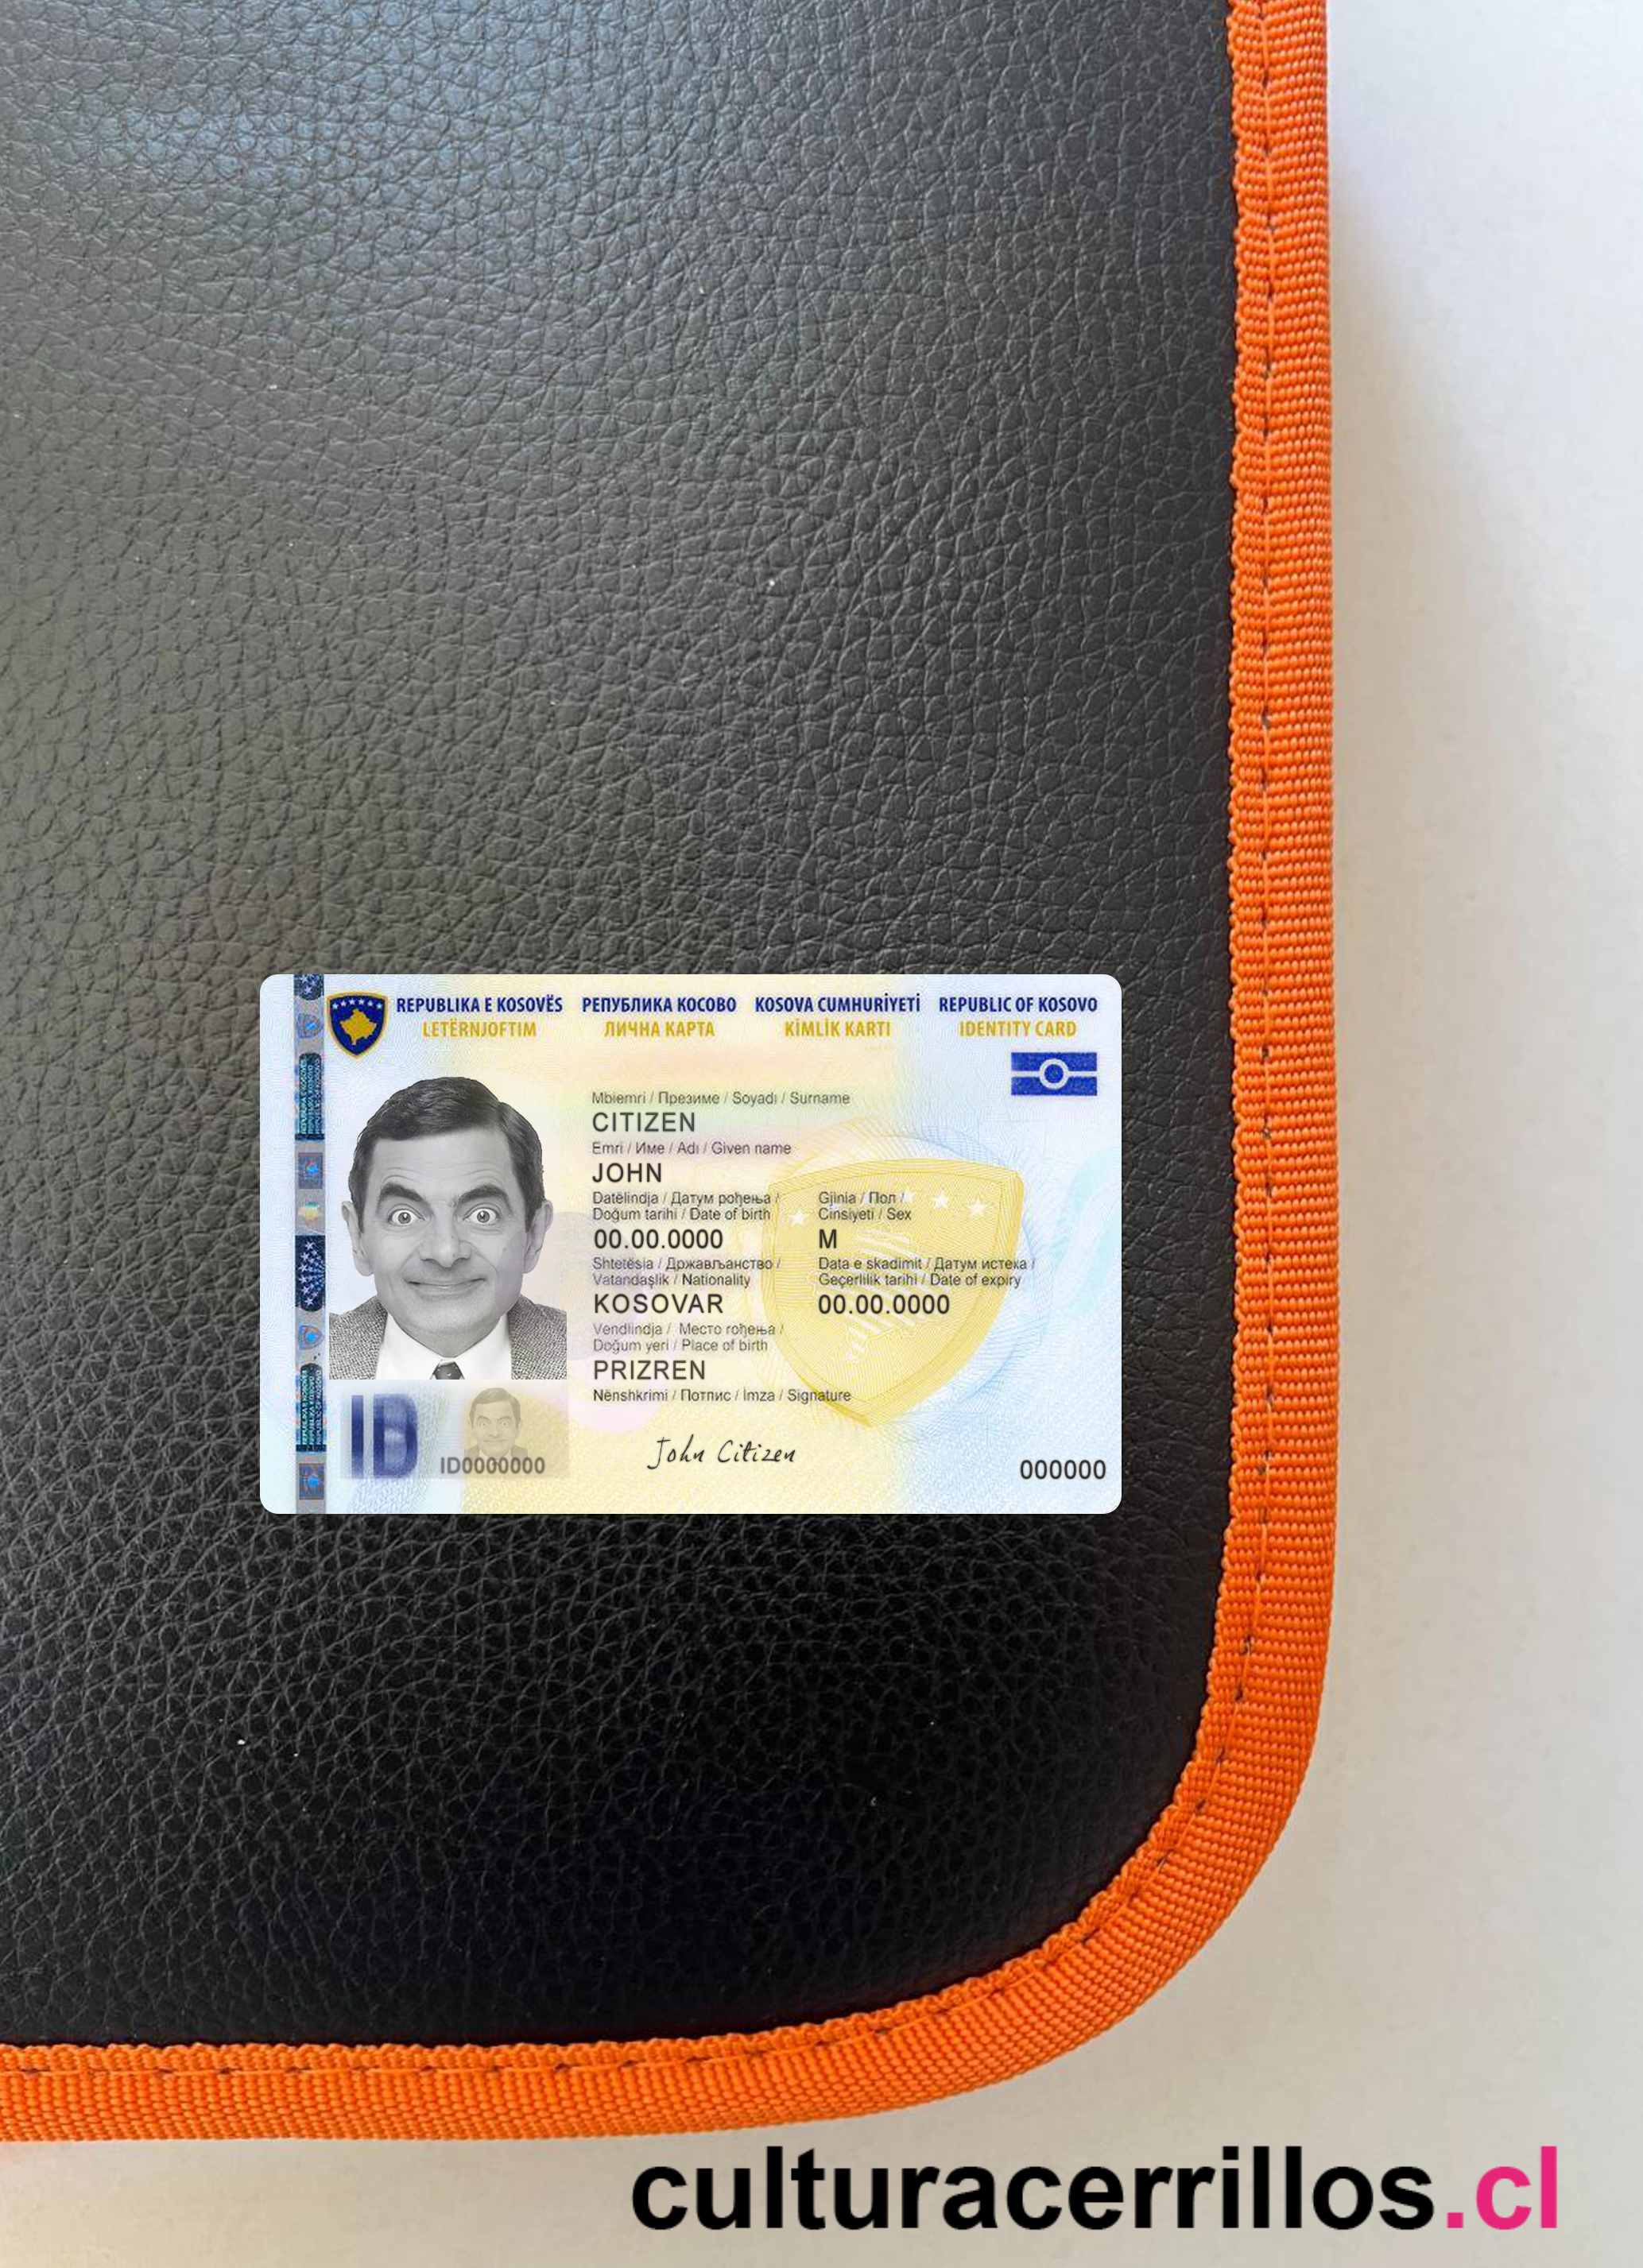 REPUBLIKA E KOSOVËS РЕПУБЛИКА КОСОВО KOSOVA CUMHURİYETİ REPUBLIC OF KOSOVO
LETËRNJOFTIM ЛИЧНА КАРТА KİMLİK KARTI IDENTITY CARD
Mbiemri / Презиме / Soyadı / Surname
CITIZEN
Emri / Име / Adı / Given name
JOHN
Datëlindja / Датум рођења /
Doğum tarihi / Date of birth
00.00.0000
Gjinia / Пол /
Cinsiyeti / Sex
M
Shtetësia / Држављанство /
Vatandaşlik / Nationality
KOSOVAR
Data e skadimit / Датум истека /
Geçerlilik tarihi / Date of expiry
00.00.0000
Vendlindja / Место рођења /
Doğum yeri / Place of birth
PRIZREN
Nënshkrimi / Потпис / İmza / Signature
John Citizen
ID
ID0000000
000000
culturacerrillos.cl